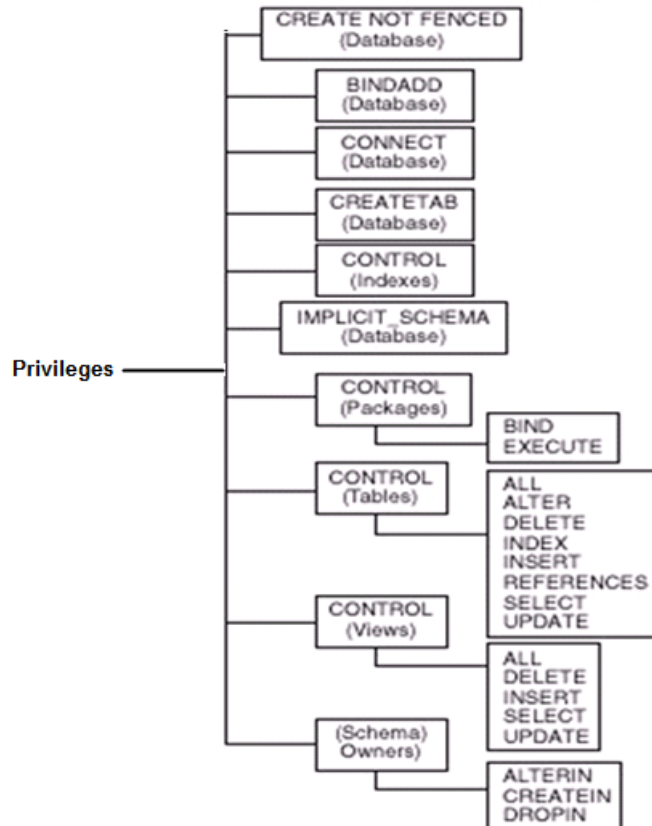 CREATE NOT FENCED
(Database)
BINDADD
(Database)
CONNECT
(Database)
CREATETAB
(Database)
CONTROL
(Indexes)
IMPLICIT_SCHEMA
(Database)
Privileges
CONTROL
(Packages)
BIND
EXECUTE
CONTROL
(Tables)
ALL
ALTER
DELETE
INDEX
INSERT
REFERENCES
SELECT
UPDATE
CONTROL
(Views)
ALL
DELETE
INSERT
SELECT
UPDATE
(Schema)
Owners)
ALTERIN
CREATEIN
DROPIN